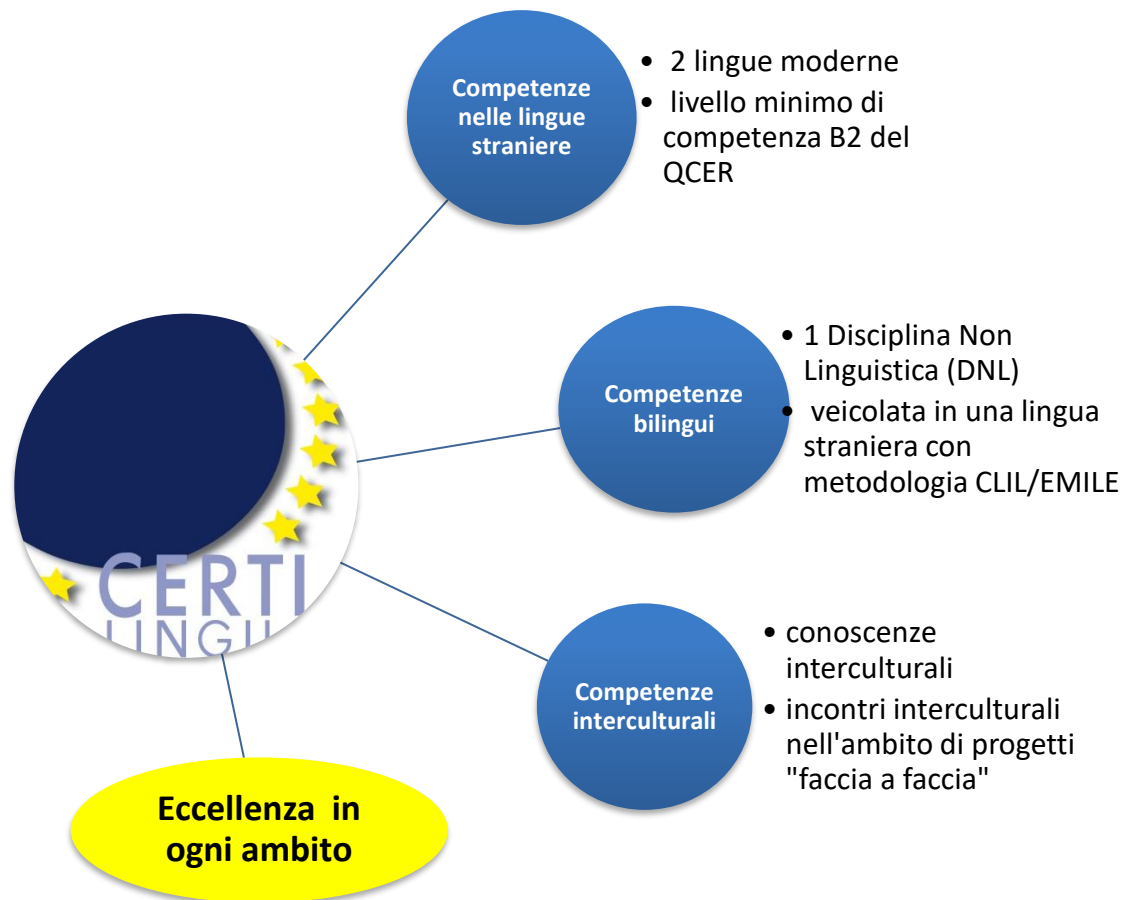 Competenze
nelle lingue
straniere
• 2 lingue moderne
• livello minimo di
competenza B2 del
QCER
Competenze
bilingui
• 1 Disciplina Non
Linguistica (DNL)
• veicolata in una lingua
straniera con
metodologia CLIL/EMILE
CERTI
LINGU
Competenze
interculturali
• conoscenze
interculturali
• incontri interculturali
nell'ambito di progetti
"faccia a faccia"
Eccellenza in
ogni ambito